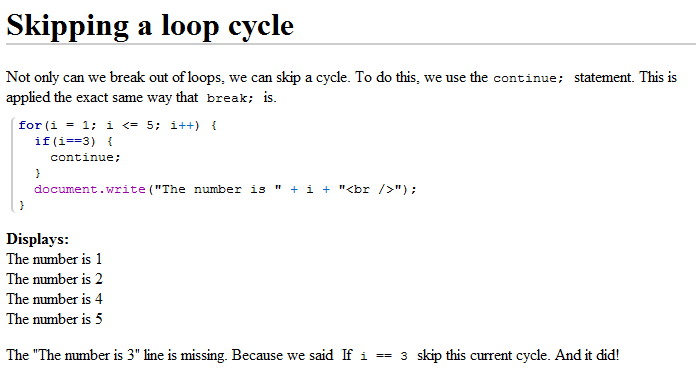 Skipping a loop cycle
Not only can we break out of loops, we can skip a cycle. To do this, we use the continue; statement. This is
applied the exact same way that break; is.
for(i = 1; i <= 5; i++) {
  if(i==3) {
    continue;
  }
  document.write("The number is " + i + "<br />");
}
Displays:
The number is 1
The number is 2
The number is 4
The number is 5
The "The number is 3" line is missing. Because we said If i == 3 skip this current cycle. And it did!